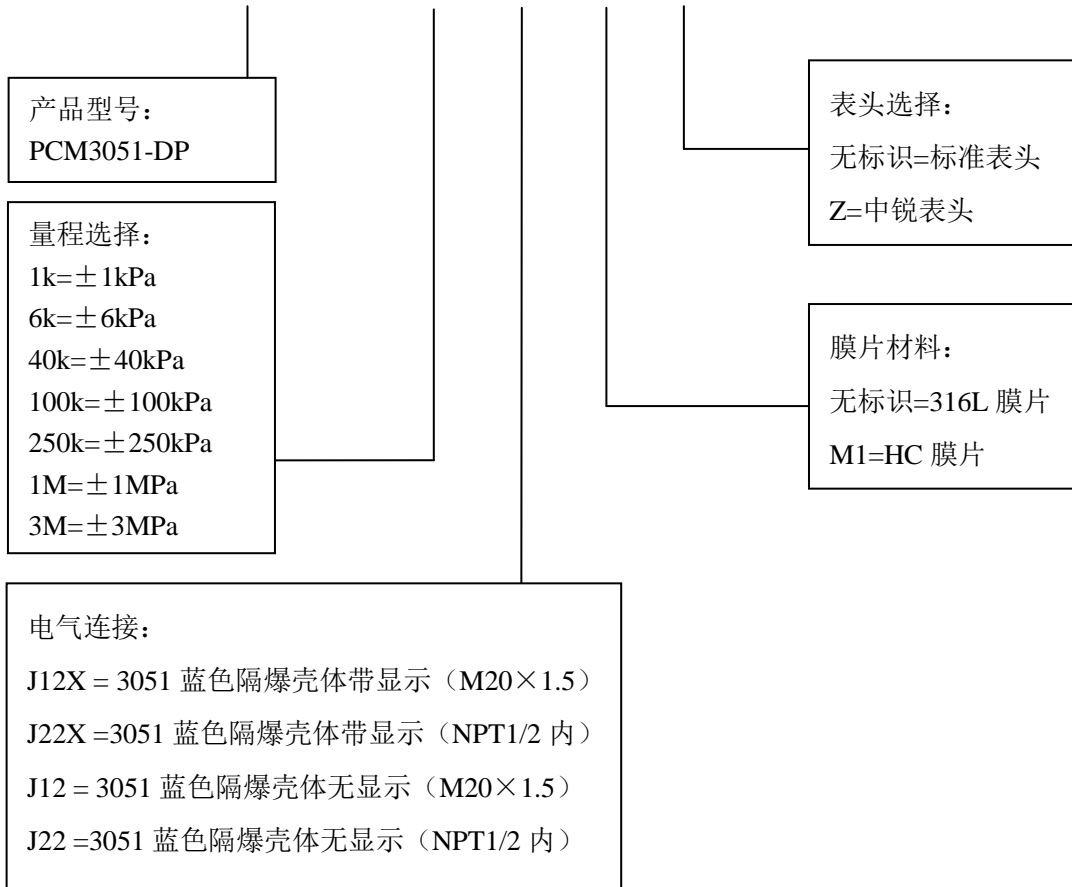 产品型号：
PCM3051-DP
量程选择：
1k=±1kPa
6k=±6kPa
40k=±40kPa
100k=±100kPa
250k=±250kPa
1M=±1MPa
3M=±3MPa
电气连接：
J12X = 3051 蓝色隔爆壳体带显示（M20×1.5）
J22X =3051 蓝色隔爆壳体带显示（NPT1/2 内）
J12 = 3051 蓝色隔爆壳体无显示（M20×1.5）
J22 =3051 蓝色隔爆壳体无显示（NPT1/2 内）
表头选择：
无标识=标准表头
Z=中锐表头
膜片材料：
无标识=316L 膜片
M1=HC 膜片